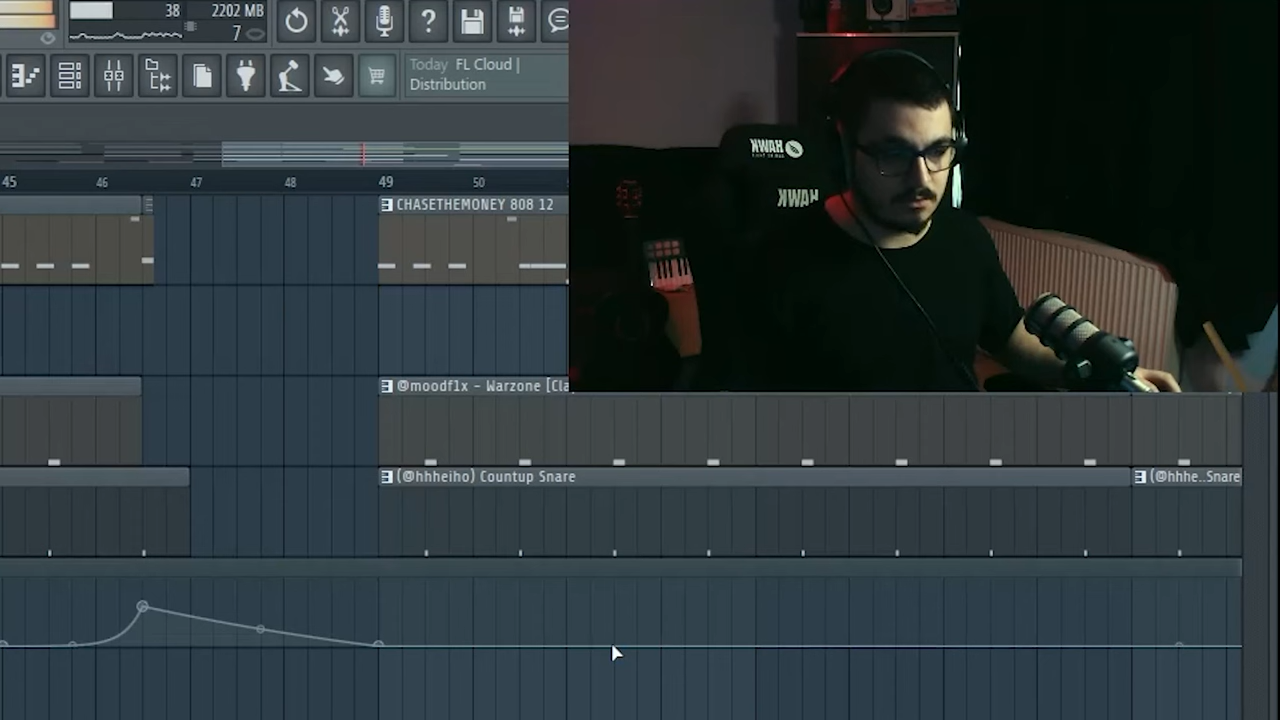 38
2202 MB
7
Today FL Cloud |
Distribution
45 46 47 48 49 50
CHASETHEMONEY 808 12
@moodf1x - Warzone [Cla
(@hhheiho) Countup Snare
(@hhhe..Snare
HAWK
HAWK